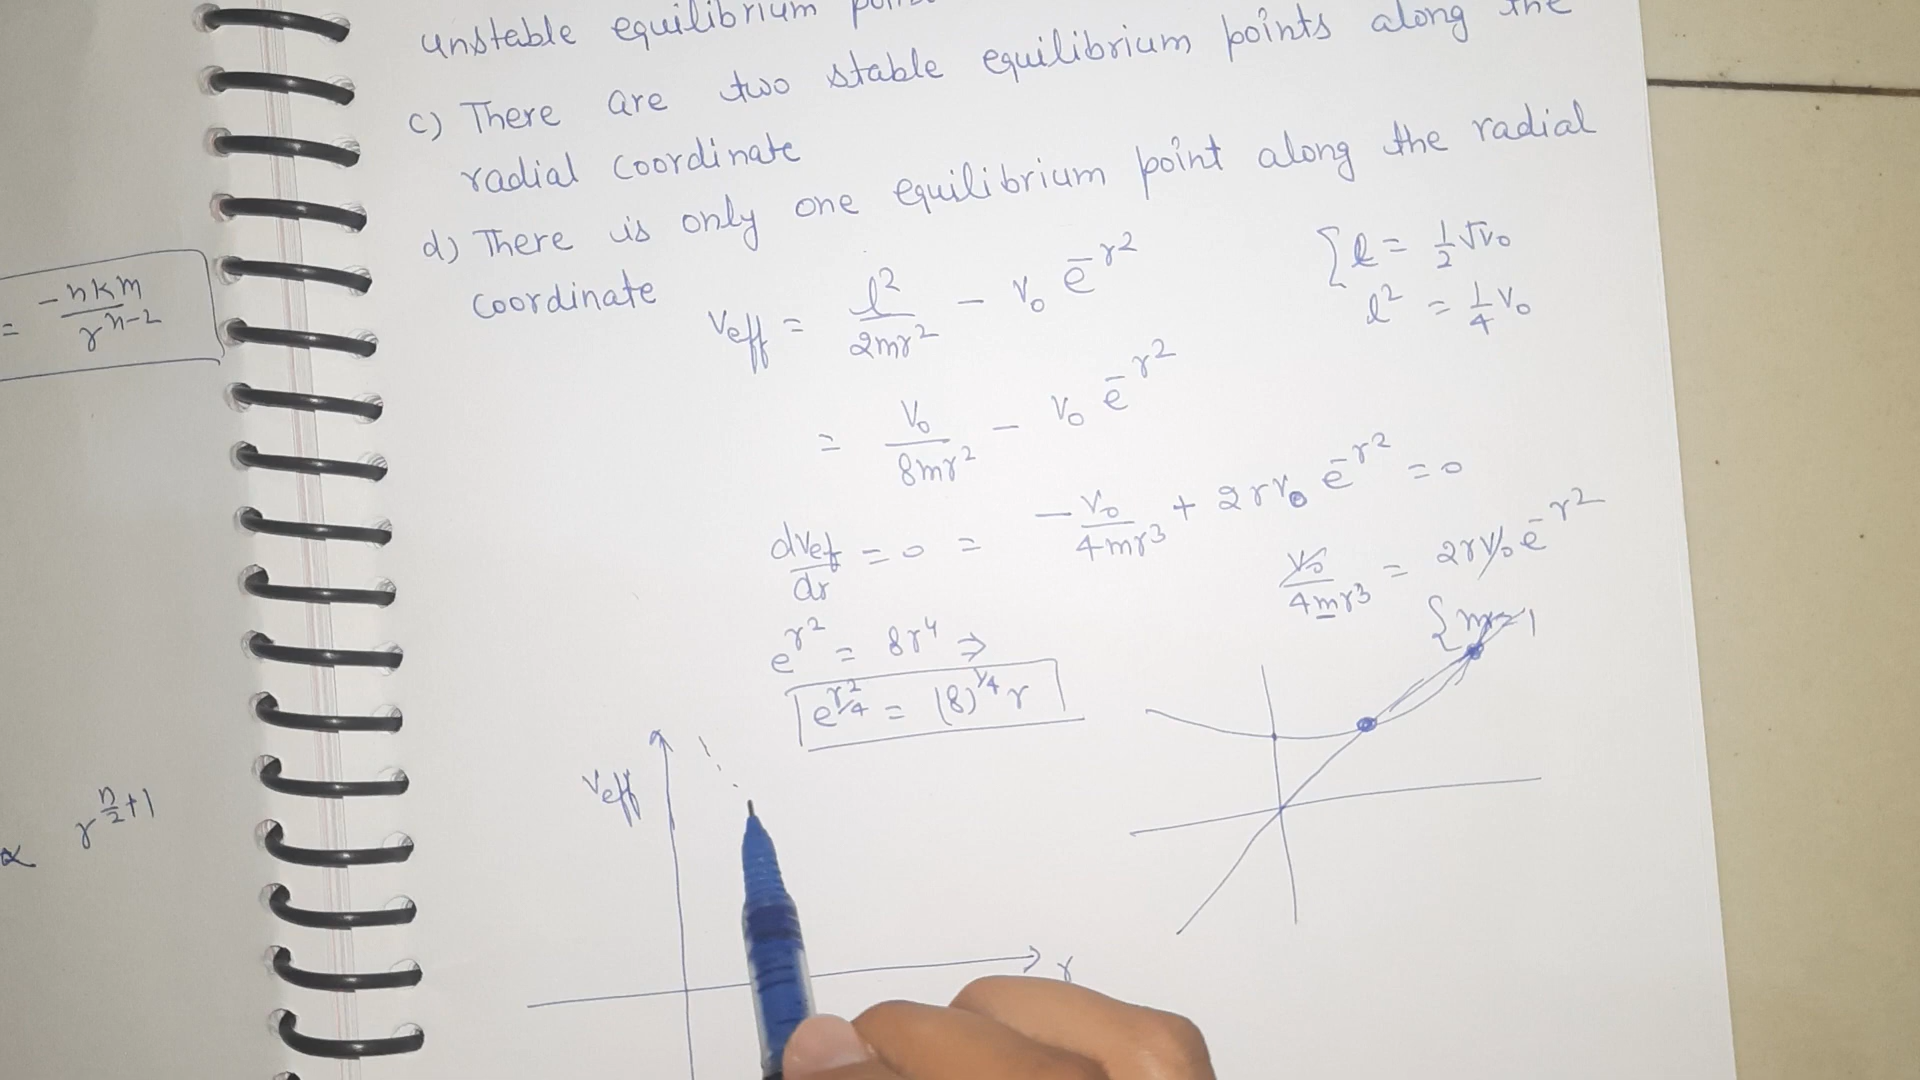 unstable equilibrium
c) There are two stable equilibrium points along the
radial coordinate
d) There is only one equilibrium point along the radial
coordinate
{ l = 1/2 √V₀
l² = 1/4 V₀
Veff = l²/2mr² - V₀ e^-r²
= V₀/8mr² - V₀ e^-r²
dVef/dr = 0 = -V₀/4mr³ + 2rV₀ e^-r² = 0
V₀/4mr³ = 2rV₀e^-r²
{m=1
e^r² = 8r⁴ ⇒
e^r²/4 = (8)^1/4 r
Veff
r
= -nkm/r^n-2
∝ r^n/2+1